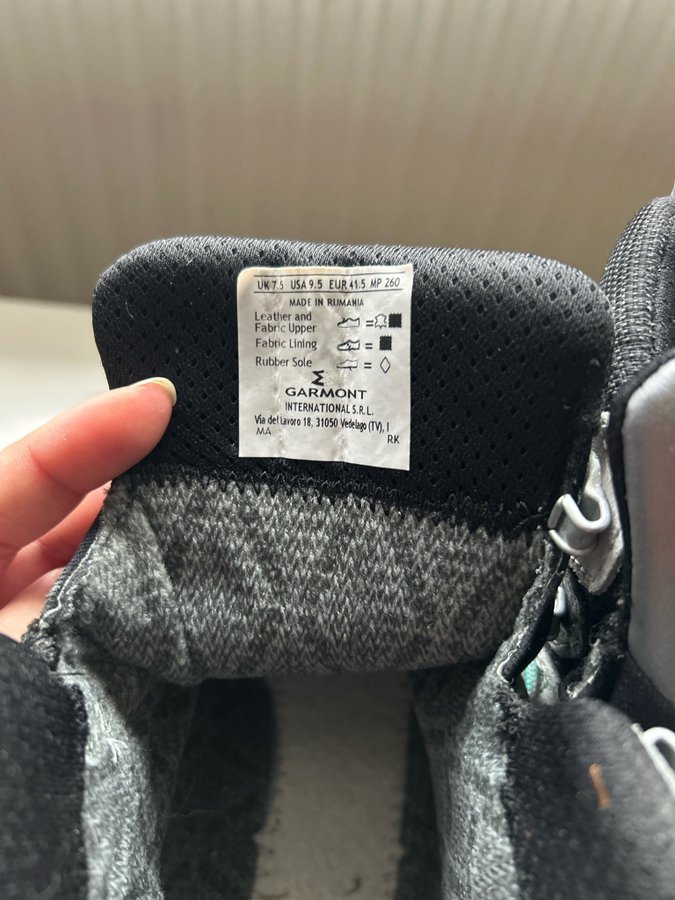 UK 7.5 USA 9.5 EUR 41.5 MP 260
MADE IN RUMANIA
Leather and
Fabric Upper
Fabric Lining
Rubber Sole
GARMONT
INTERNATIONAL S.R.L.
Via del Lavoro 18, 31050 Vedelago (TV), I
MA RK